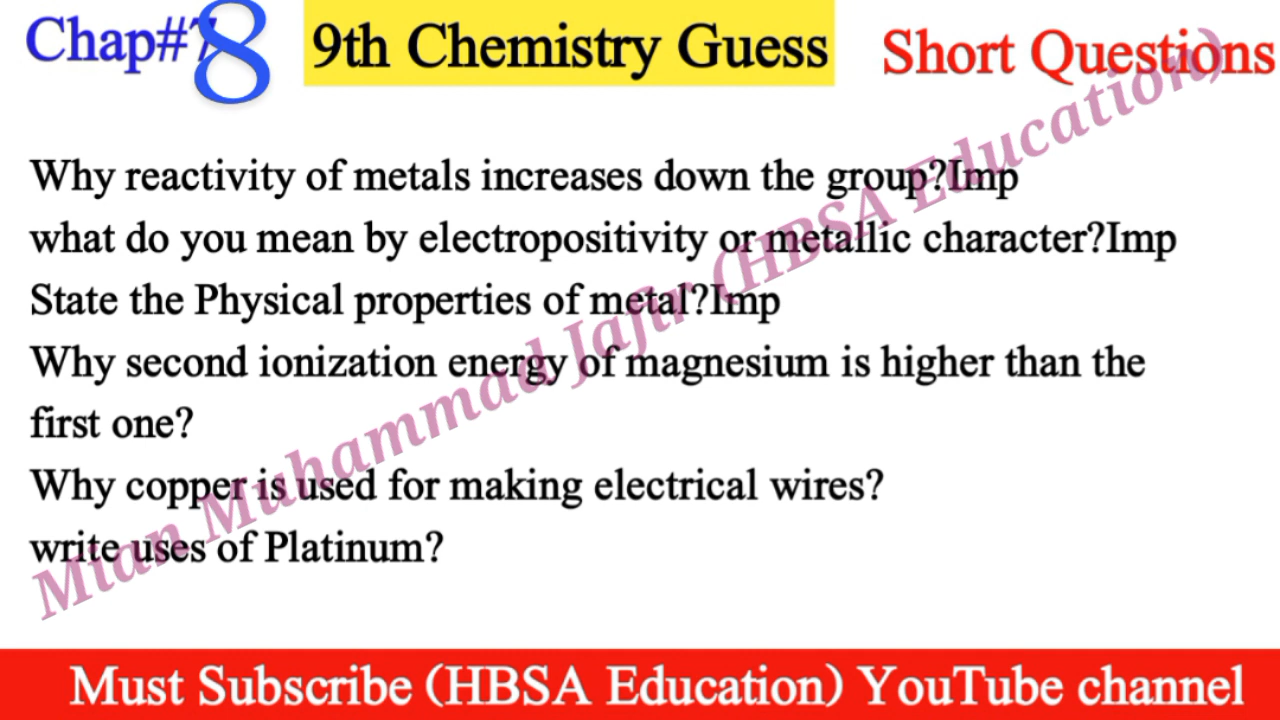 Chap#7 8 9th Chemistry Guess Short Questions
Why reactivity of metals increases down the group?Imp
what do you mean by electropositivity or metallic character?Imp
State the Physical properties of metal?Imp
Why second ionization energy of magnesium is higher than the
first one?
Why copper is used for making electrical wires?
write uses of Platinum?
Mian Muhammad Jafir (HBSA Education)
Must Subscribe (HBSA Education) YouTube channel